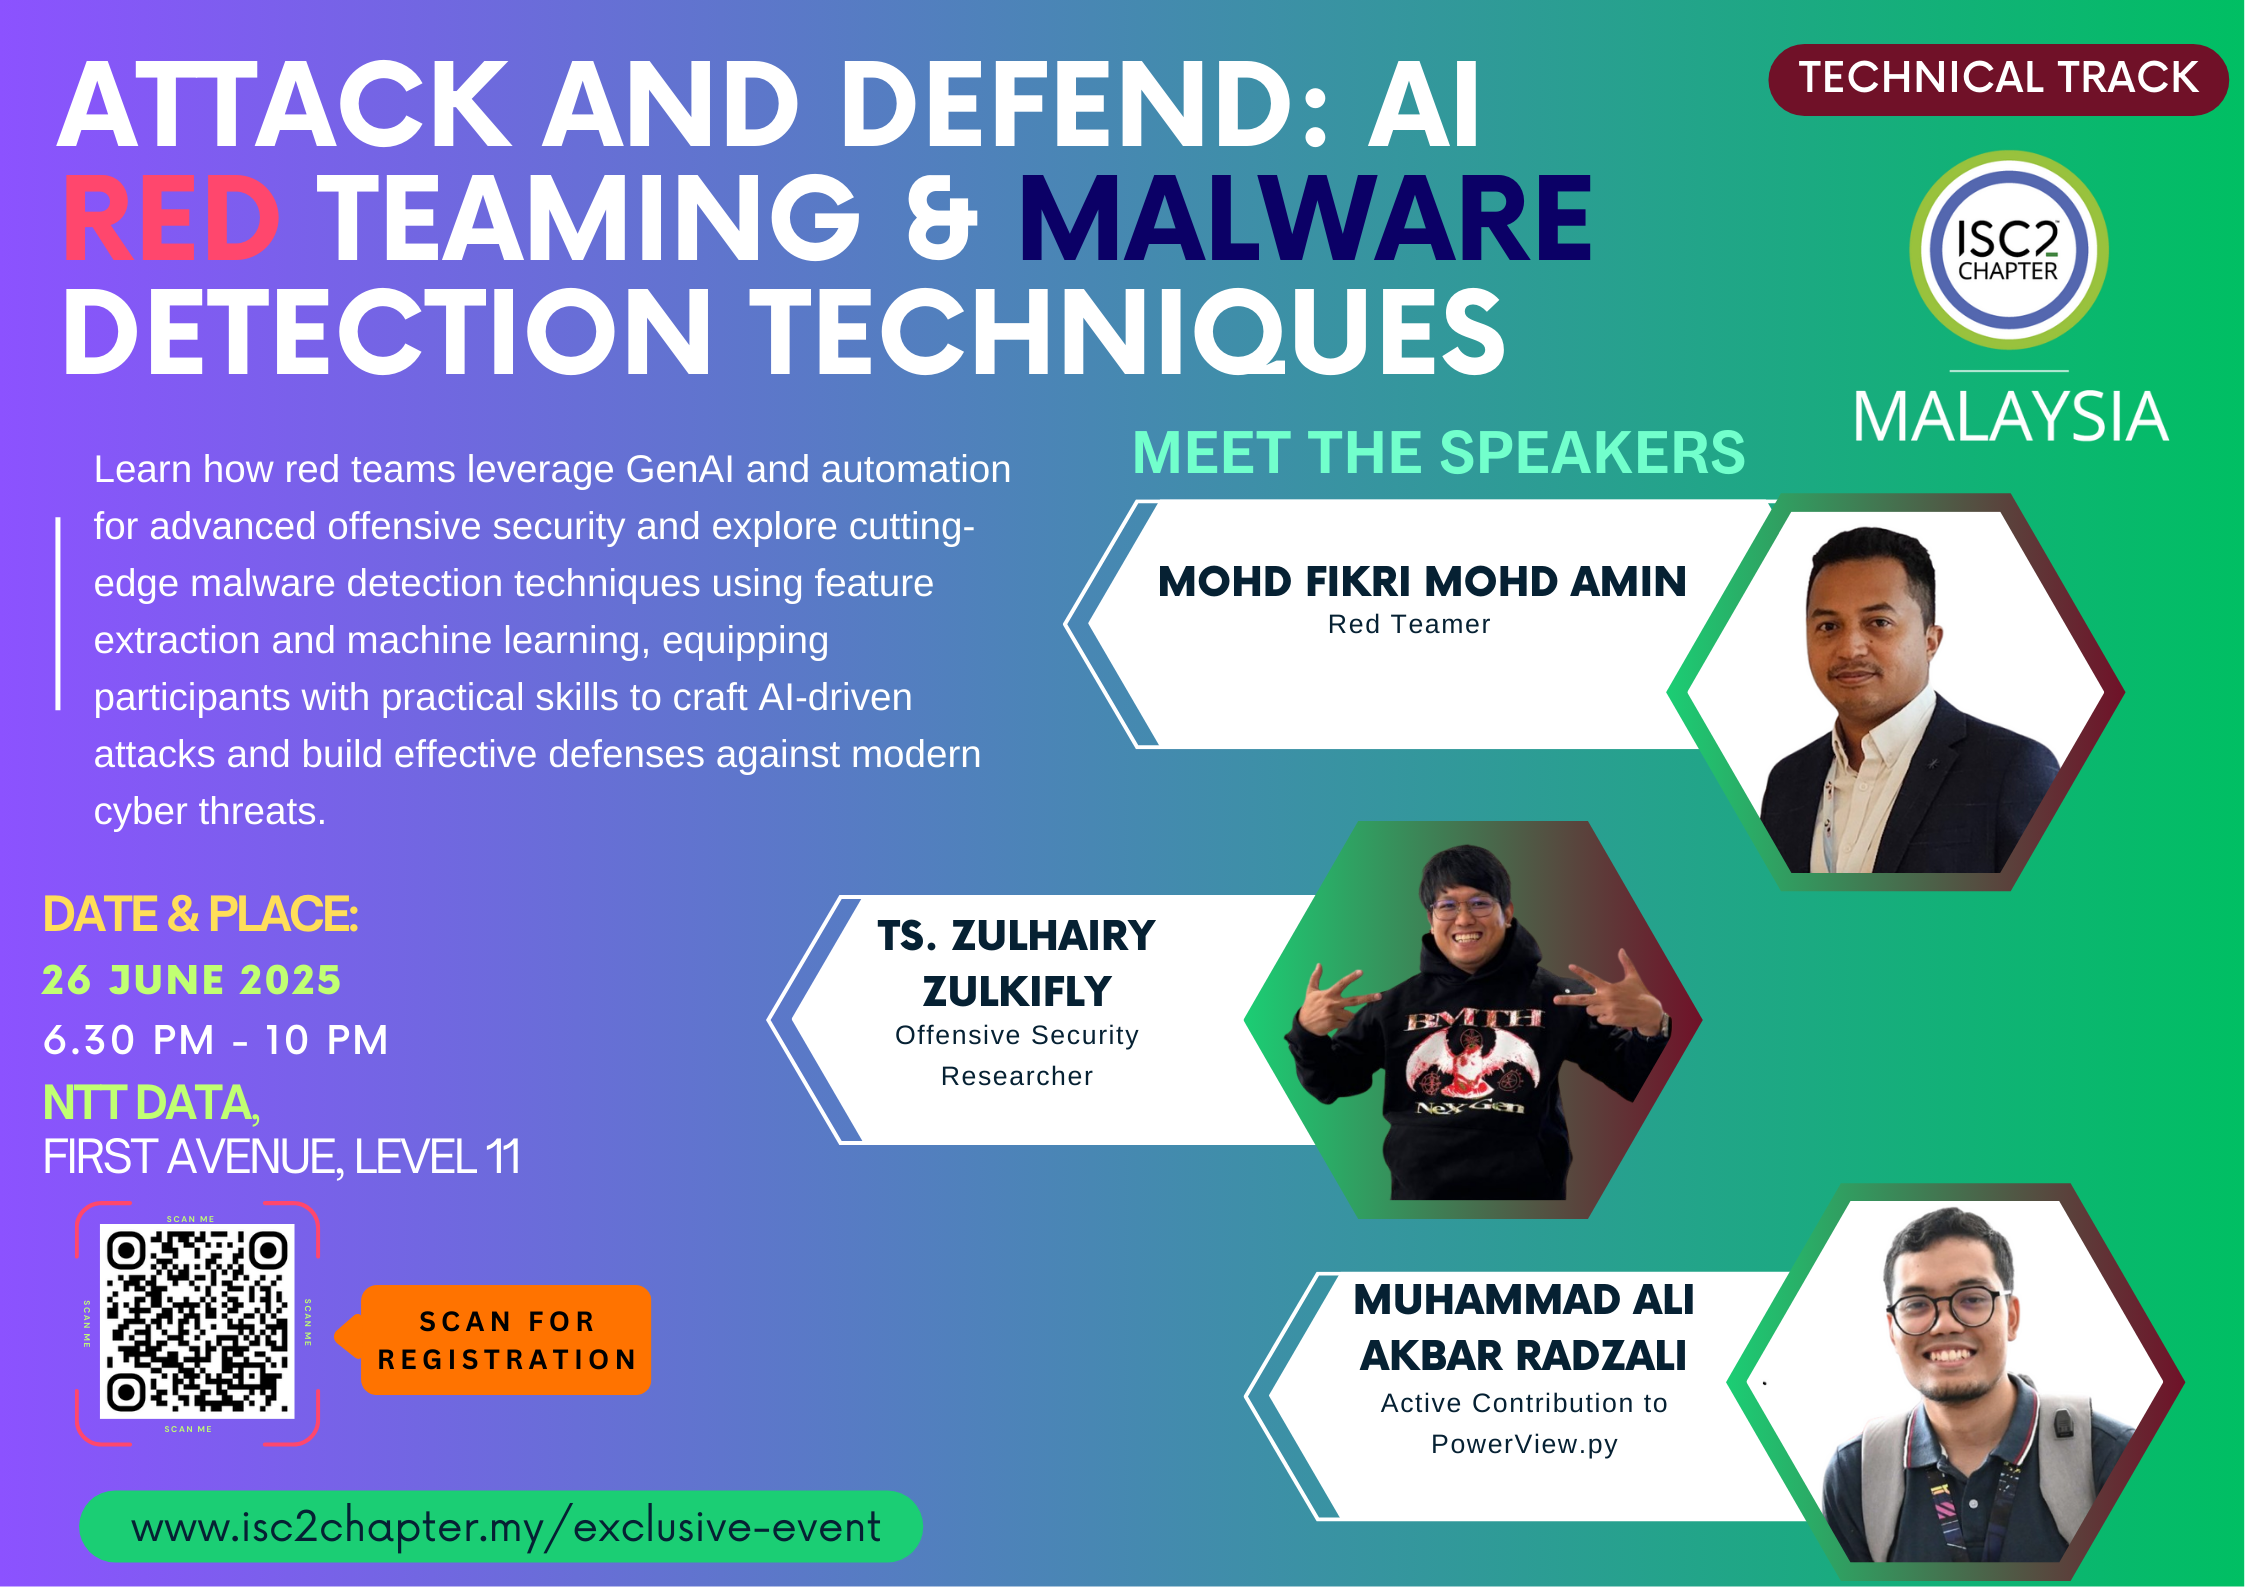 ATTACK AND DEFEND: AI
RED TEAMING & MALWARE
DETECTION TECHNIQUES
TECHNICAL TRACK
ISC2™
CHAPTER
MALAYSIA
Learn how red teams leverage GenAI and automation
for advanced offensive security and explore cutting-
edge malware detection techniques using feature
extraction and machine learning, equipping
participants with practical skills to craft AI-driven
attacks and build effective defenses against modern
cyber threats.
MEET THE SPEAKERS
MOHD FIKRI MOHD AMIN
Red Teamer
TS. ZULHAIRY
ZULKIFLY
Offensive Security
Researcher
BMTH
NeX Gen
MUHAMMAD ALI
AKBAR RADZALI
Active Contribution to
PowerView.py
DATE & PLACE:
26 JUNE 2025
6.30 PM - 10 PM
NTT DATA,
FIRST AVENUE, LEVEL 11
SCAN ME
SCAN ME
SCAN ME
SCAN ME
SCAN FOR
REGISTRATION
www.isc2chapter.my/exclusive-event